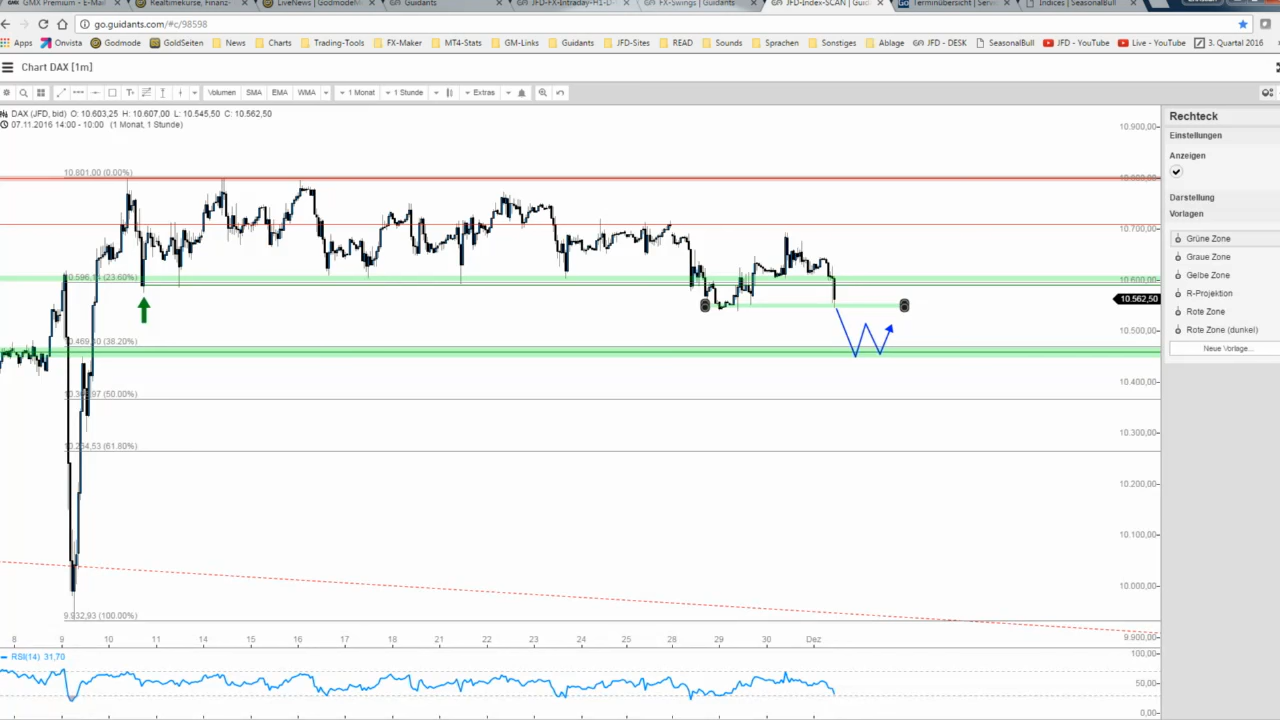 GMX Premium - E-Mail
Realtimekurse, Finanz-
LiveNews | GodmodeM
Guidants
JFD-FX-Intraday-H1-D-
FX-Swings | Guidants
JFD-Index-SCAN | Guid
Terminübersicht | Servi
Indices | SeasonalBull
go.guidants.com/#c/98598
Apps
Onvista
Godmode
GoldSeiten
News
Charts
Trading-Tools
FX-Maker
MT4-Stats
GM-Links
Guidants
JFD-Sites
READ
Sounds
Sprachen
Sonstiges
Ablage
JFD - DESK
SeasonalBull
JFD - YouTube
Live - YouTube
3. Quartal 2016
Chart DAX [1m]
Volumen
SMA
EMA
WMA
1 Monat
1 Stunde
Extras
DAX (JFD, bid) O: 10.603,25 H: 10.607,00 L: 10.545,50 C: 10.562,50
07.11.2016 14:00 - 10:00 (1 Monat, 1 Stunde)
10.801,00 (0.00%)
10.596,14 (23.60%)
(38.20%)
(50.00%)
(61.80%)
9.932,93 (100.00%)
10.900,00
10.700,00
10.600,00
10.562,50
10.500,00
10.400,00
10.300,00
10.200,00
10.100,00
10.000,00
9.900,00
8 9 10 11 14 15 16 17 18 21 22 23 24 25 28 29 30 Dez
RSI(14) 31,70
100,00
50,00
0,00
Rechteck
Einstellungen
Anzeigen
Darstellung
Vorlagen
Grüne Zone
Graue Zone
Gelbe Zone
R-Projektion
Rote Zone
Rote Zone (dunkel)
Neue Vorlage...